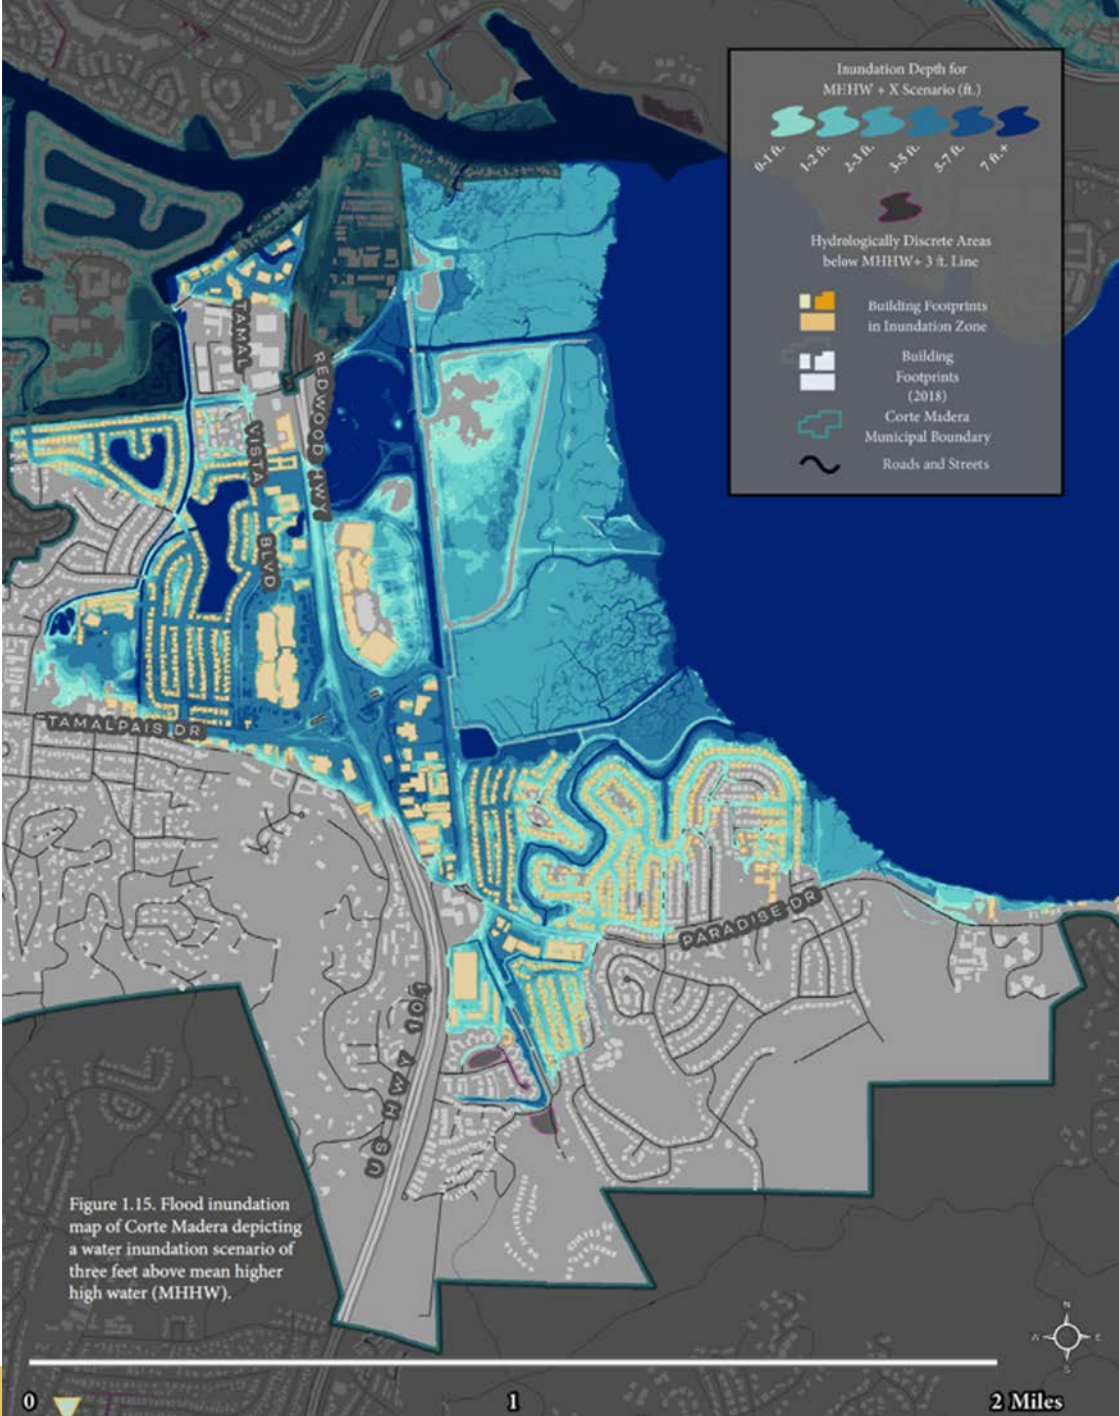 Inundation Depth for
MEHW + X Scenario (ft.)
0-1 ft.
1-2 ft.
2-3 ft.
3-5 ft.
5-7 ft.
7 ft.+
Hydrologically Discrete Areas
below MHHW+ 3 ft. Line
Building Footprints
in Inundation Zone
Building
Footprints
(2018)
Corte Madera
Municipal Boundary
Roads and Streets
TAMAL
VISTA
BLVD
REDWOOD HWY
TAMALPAIS DR
PARADISE DR
US HWY 101
Figure 1.15. Flood inundation
map of Corte Madera depicting
a water inundation scenario of
three feet above mean higher
high water (MHHW).
N
W
E
S
0
1
2 Miles